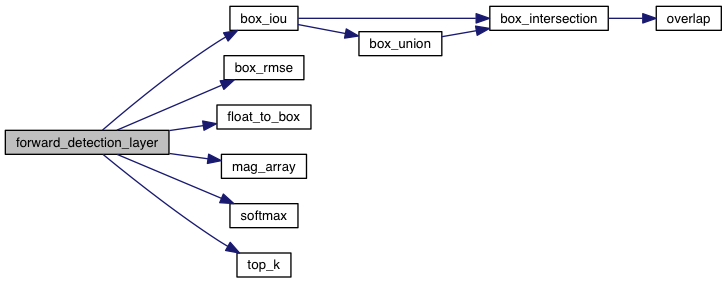 box_iou
box_intersection
overlap
box_union
box_rmse
float_to_box
forward_detection_layer
mag_array
softmax
top_k